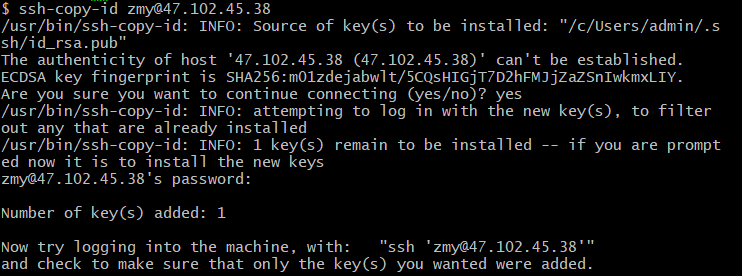 $ ssh-copy-id zmy@47.102.45.38
/usr/bin/ssh-copy-id: INFO: Source of key(s) to be installed: "/c/Users/admin/.s
sh/id_rsa.pub"
The authenticity of host '47.102.45.38 (47.102.45.38)' can't be established.
ECDSA key fingerprint is SHA256:m01zdejabwlt/5CQsHIGjT7D2hFMJjZaZSnIwkmxLIY.
Are you sure you want to continue connecting (yes/no)? yes
/usr/bin/ssh-copy-id: INFO: attempting to log in with the new key(s), to filter
out any that are already installed
/usr/bin/ssh-copy-id: INFO: 1 key(s) remain to be installed -- if you are prompt
ed now it is to install the new keys
zmy@47.102.45.38's password:
Number of key(s) added: 1
Now try logging into the machine, with:   "ssh 'zmy@47.102.45.38'"
and check to make sure that only the key(s) you wanted were added.